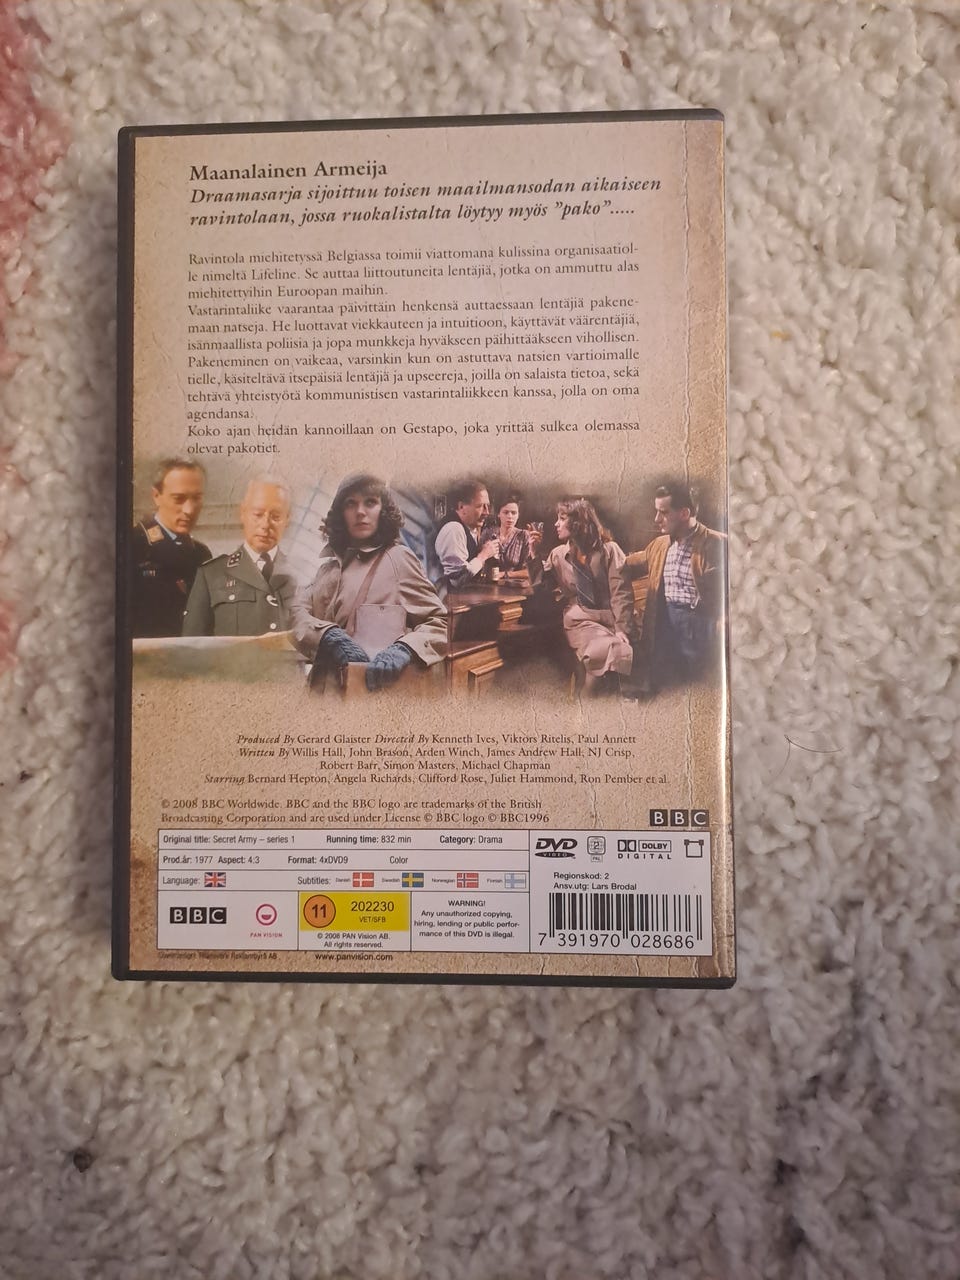 Maanalainen Armeija
Draamasarja sijoittuu toisen maailmansodan aikaiseen
ravintolaan, jossa ruokalistalta löytyy myös "pako".....
Ravintola miehitetyssä Belgiassa toimii viattomana kulissina organisaatiol-
le nimeltä Lifeline. Se auttaa liittoutuneita lentäjiä, jotka on ammuttu alas
miehitettyihin Euroopan maihin.
Vastarintaliike vaarantaa päivittäin henkensä auttaessaan lentäjiä pakene-
maan natseja. He luottavat viekkauteen ja intuitioon, käyttävät väärentäjiä,
isänmaallista poliisia ja jopa munkkeja hyväkseen päihittääkseen vihollisen.
Pakeneminen on vaikeaa, varsinkin kun on astuttava natsien vartioimalle
tielle, käsiteltävä itsepäisiä lentäjiä ja upseereja, joilla on salaista tietoa, sekä
tehtävä yhteistyötä kommunistisen vastarintaliikkeen kanssa, jolla on oma
agendansa.
Koko ajan heidän kannoillaan on Gestapo, joka yrittää sulkea olemassa
olevat pakotiet.
Produced By Gerard Glaister Directed By Kenneth Ives, Viktors Ritelis, Paul Annett
Written By Willis Hall, John Brason, Arden Winch, James Andrew Hall, NJ Crisp,
Robert Barr, Simon Masters, Michael Chapman
Starring Bernard Hepton, Angela Richards, Clifford Rose, Juliet Hammond, Ron Pember et al.
© 2008 BBC Worldwide. BBC and the BBC logo are trademarks of the British
Broadcasting Corporation and are used under License © BBC logo © BBC1996
BBC
Original title: Secret Army – series 1 Running time: 832 min Category: Drama
Prod.år: 1977 Aspect: 4:3 Format: 4xDVD9 Color
Language: Subtitles: Danish Swedish Norwegian Finnish
DVD
VIDEO
2
PAL
DOLBY
DIGITAL
Regionskod: 2
Ansv.utg: Lars Brodal
BBC
PAN VISION
11
202230
VET/SFB
© 2008 PAN Vision AB.
All rights reserved.
WARNING!
Any unauthorized copying,
hiring, lending or public perfor-
mance of this DVD is illegal.
7 391970 028686
www.panvision.com